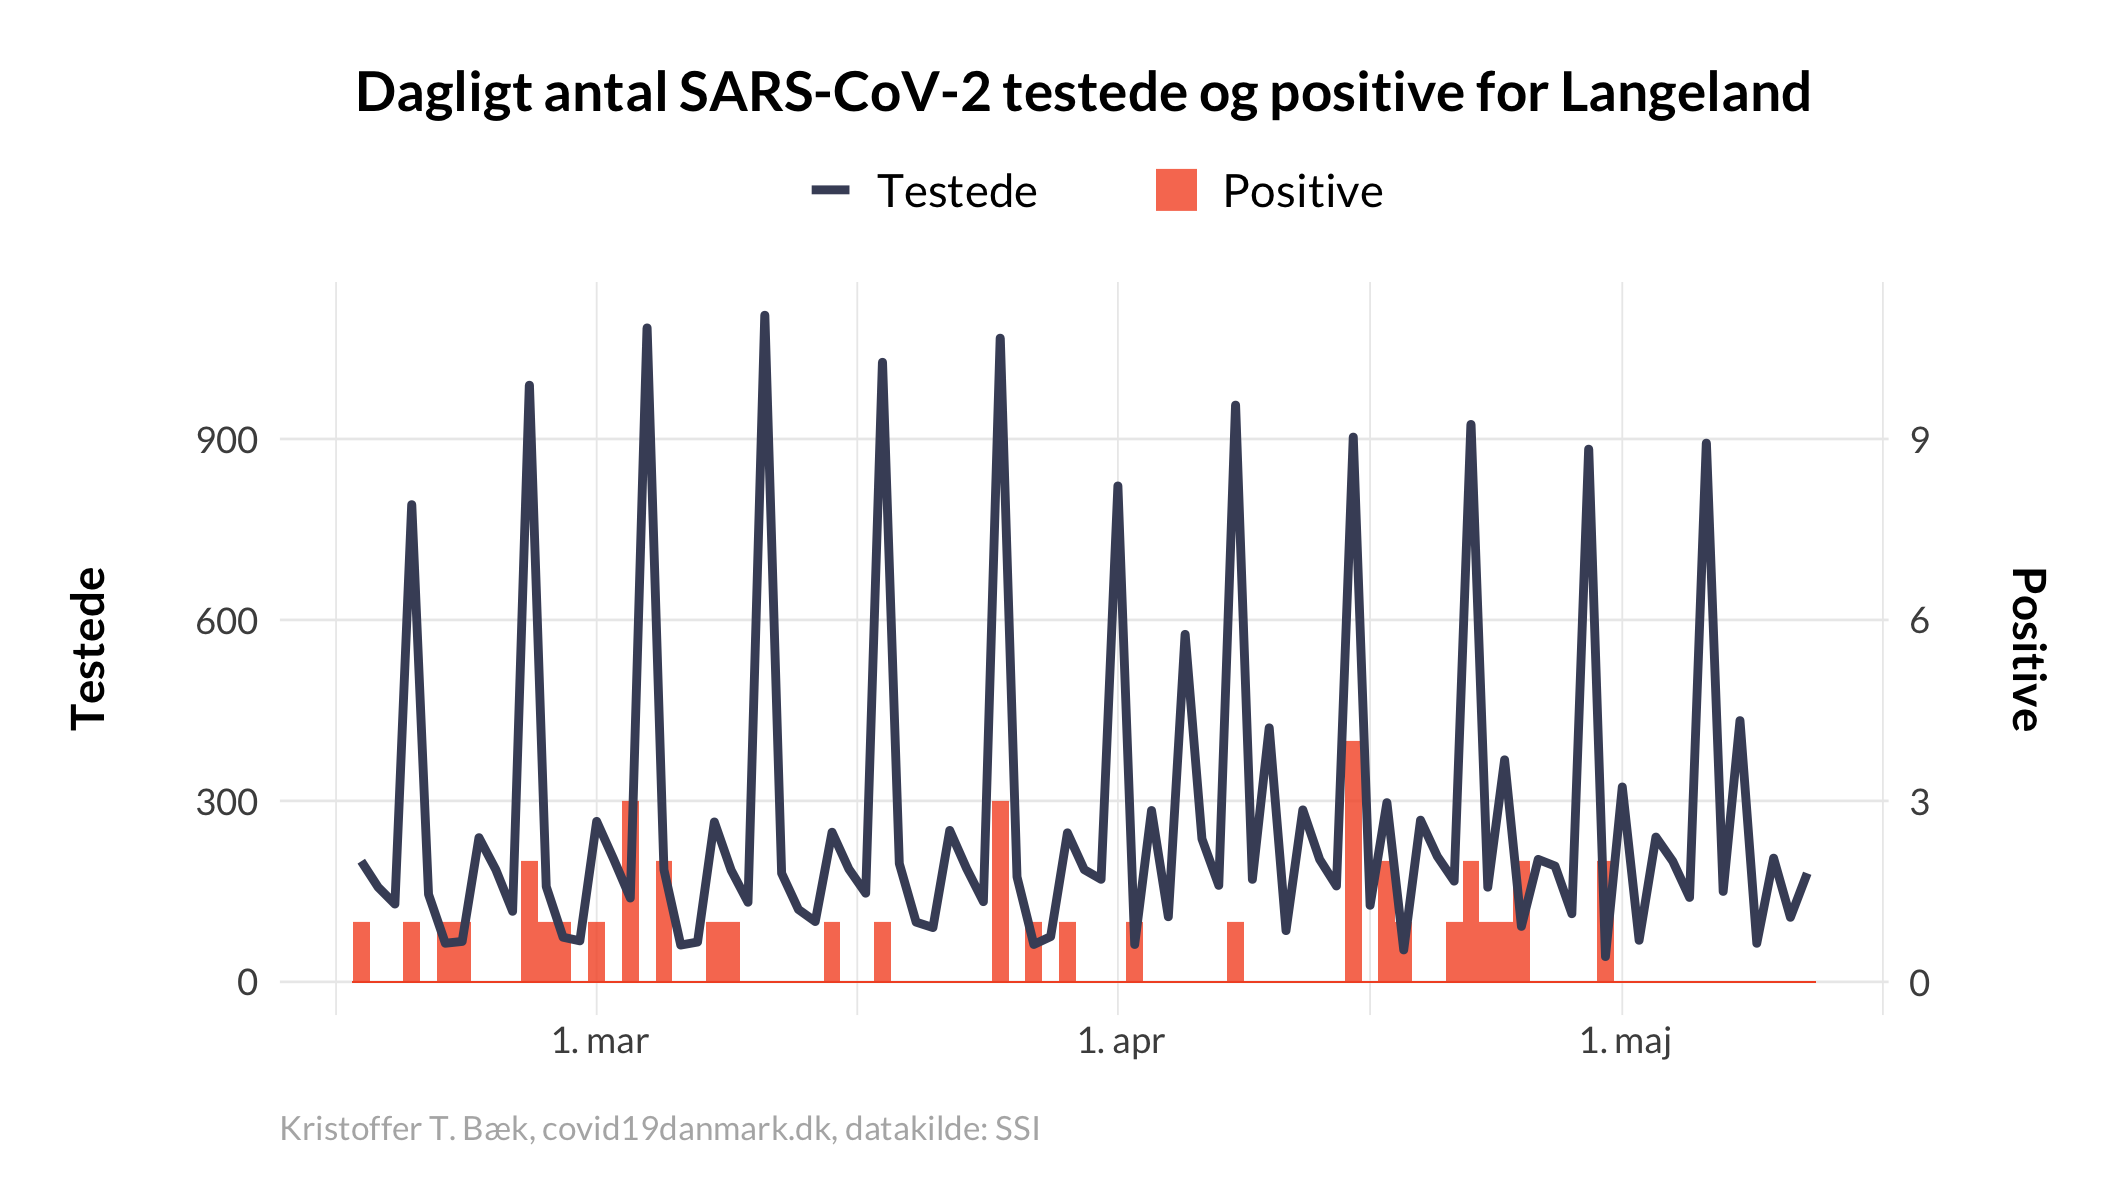 Dagligt antal SARS-CoV-2 testede og positive for Langeland
Testede
Positive
Testede
900
600
300
0
9
6
3
0
Positive
1. mar
1. apr
1. maj
Kristoffer T. Bæk, covid19danmark.dk, datakilde: SSI